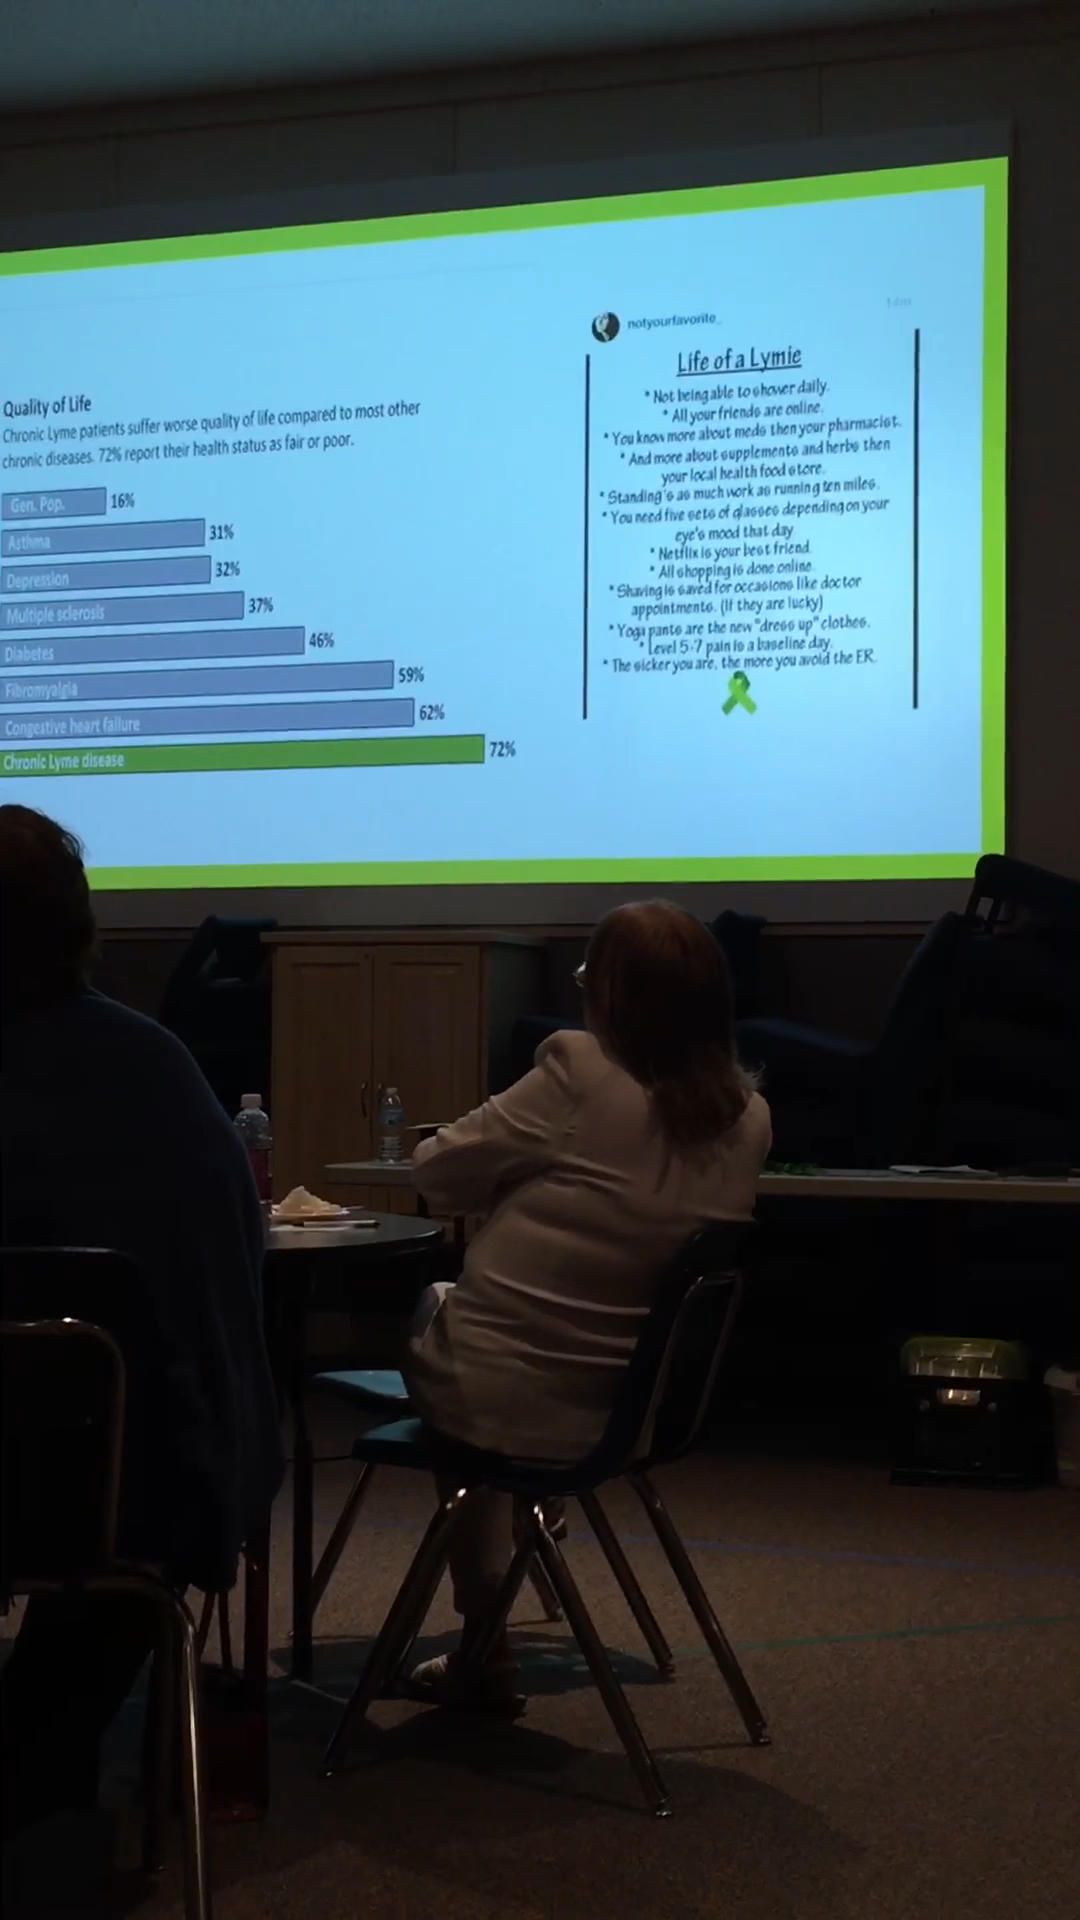 Quality of Life
Chronic Lyme patients suffer worse quality of life compared to most other
chronic diseases. 72% report their health status as fair or poor.
Gen. Pop. 16%
Asthma 31%
Depression 32%
Multiple sclerosis 37%
Diabetes 46%
Fibromyalgia 59%
Congestive heart failure 62%
Chronic Lyme disease 72%
notyourfavorite_
Life of a Lymie
* Not being able to shower daily.
* All your friends are online.
* You know more about meds then your pharmacist.
* And more about supplements and herbs then
your local health food store.
* Standing's as much work as running ten miles.
* You need five sets of glasses depending on your
eye's mood that day
* Netflix is your best friend.
* All shopping is done online.
* Shaving is saved for occasions like doctor
appointments. (If they are lucky)
* Yoga pants are the new "dress up" clothes.
* Level 5-7 pain is a baseline day.
* The sicker you are, the more you avoid the ER.